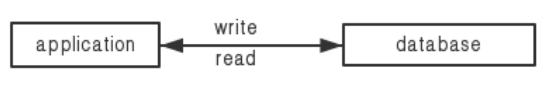 write
application
database
read